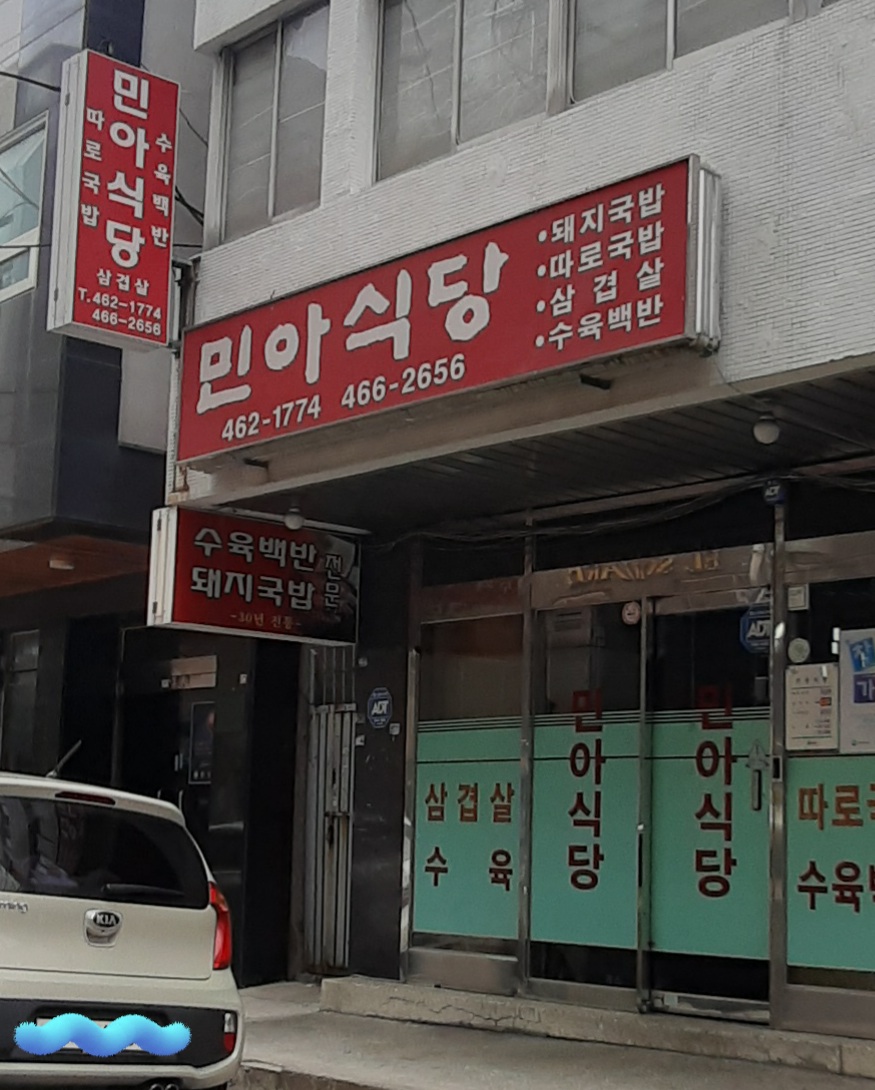 민아식당
따로국밥
수육백반
삼겹살
T.462-1774
466-2656
민아식당
462-1774 466-2656
•돼지국밥
•따로국밥
•삼겹살
•수육백반
수육백반 전문
돼지국밥
-30년 전통-
ADT
ADT
ADT
삼겹살
수육
민아식당
민아식당
따로국
수육백
KIA